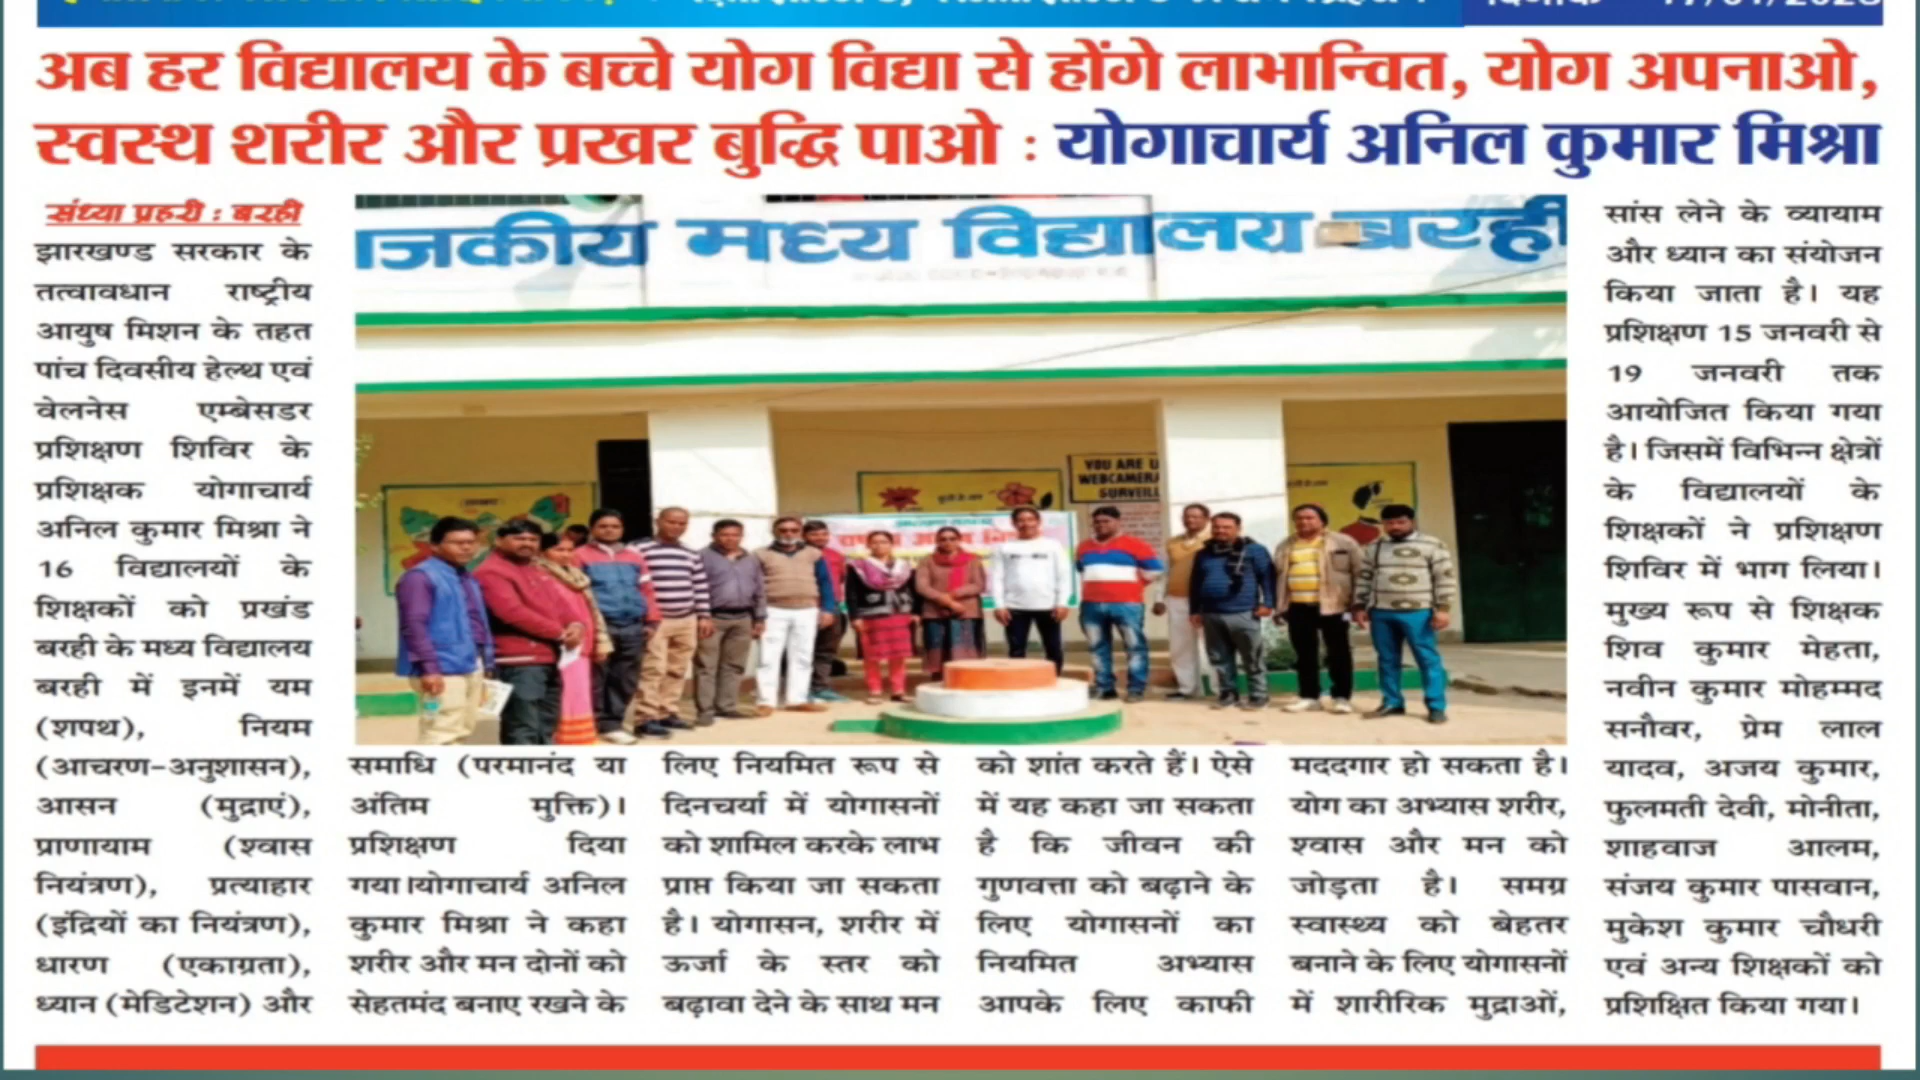 अब हर विद्यालय के बच्चे योग विद्या से होंगे लाभान्वित, योग अपनाओ,
स्वस्थ शरीर और प्रखर बुद्धि पाओ : योगाचार्य अनिल कुमार मिश्रा
संध्या प्रहरी : बरही
झारखण्ड सरकार के
तत्वावधान राष्ट्रीय
आयुष मिशन के तहत
पांच दिवसीय हेल्थ एवं
वेलनेस एम्बेसडर
प्रशिक्षण शिविर के
प्रशिक्षक योगाचार्य
अनिल कुमार मिश्रा ने
16 विद्यालयों के
शिक्षकों को प्रखंड
बरही के मध्य विद्यालय
बरही में इनमें यम
(शपथ), नियम
(आचरण-अनुशासन),
आसन (मुद्राएं),
प्राणायाम (श्वास
नियंत्रण), प्रत्याहार
(इंद्रियों का नियंत्रण),
धारण (एकाग्रता),
ध्यान (मेडिटेशन) और
ाजकीय मध्य विद्यालय बरही
YOU ARE U
WEBCAMERA
SURVEILL
समाधि (परमानंद या
अंतिम मुक्ति)।
प्रशिक्षण दिया
गया।योगाचार्य अनिल
कुमार मिश्रा ने कहा
शरीर और मन दोनों को
सेहतमंद बनाए रखने के
लिए नियमित रूप से
दिनचर्या में योगासनों
को शामिल करके लाभ
प्राप्त किया जा सकता
है। योगासन, शरीर में
ऊर्जा के स्तर को
बढ़ावा देने के साथ मन
को शांत करते हैं। ऐसे
में यह कहा जा सकता
है कि जीवन की
गुणवत्ता को बढ़ाने के
लिए योगासनों का
नियमित अभ्यास
आपके लिए काफी
मददगार हो सकता है।
योग का अभ्यास शरीर,
श्वास और मन को
जोड़ता है। समग्र
स्वास्थ्य को बेहतर
बनाने के लिए योगासनों
में शारीरिक मुद्राओं,
सांस लेने के व्यायाम
और ध्यान का संयोजन
किया जाता है। यह
प्रशिक्षण 15 जनवरी से
19 जनवरी तक
आयोजित किया गया
है। जिसमें विभिन्न क्षेत्रों
के विद्यालयों के
शिक्षकों ने प्रशिक्षण
शिविर में भाग लिया।
मुख्य रूप से शिक्षक
शिव कुमार मेहता,
नवीन कुमार मोहम्मद
सनौवर, प्रेम लाल
यादव, अजय कुमार,
फुलमती देवी, मोनीता,
शाहवाज आलम,
संजय कुमार पासवान,
मुकेश कुमार चौधरी
एवं अन्य शिक्षकों को
प्रशिक्षित किया गया।